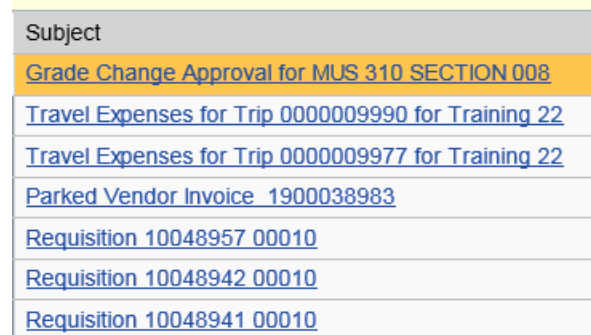 Subject
Grade Change Approval for MUS 310 SECTION 008
Travel Expenses for Trip 0000009990 for Training 22
Travel Expenses for Trip 0000009977 for Training 22
Parked Vendor Invoice 1900038983
Requisition 10048957 00010
Requisition 10048942 00010
Requisition 10048941 00010